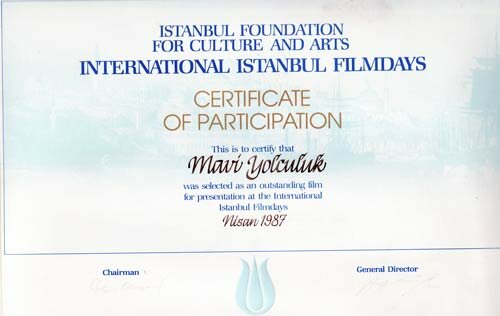 ISTANBUL FOUNDATION
FOR CULTURE AND ARTS
INTERNATIONAL ISTANBUL FILMDAYS
CERTIFICATE
OF PARTICIPATION
This is to certify that
Mavi Yolculuk
was selected as an outstanding film
for presentation at the International
Istanbul Filmdays
Nisan 1987
Chairman
General Director